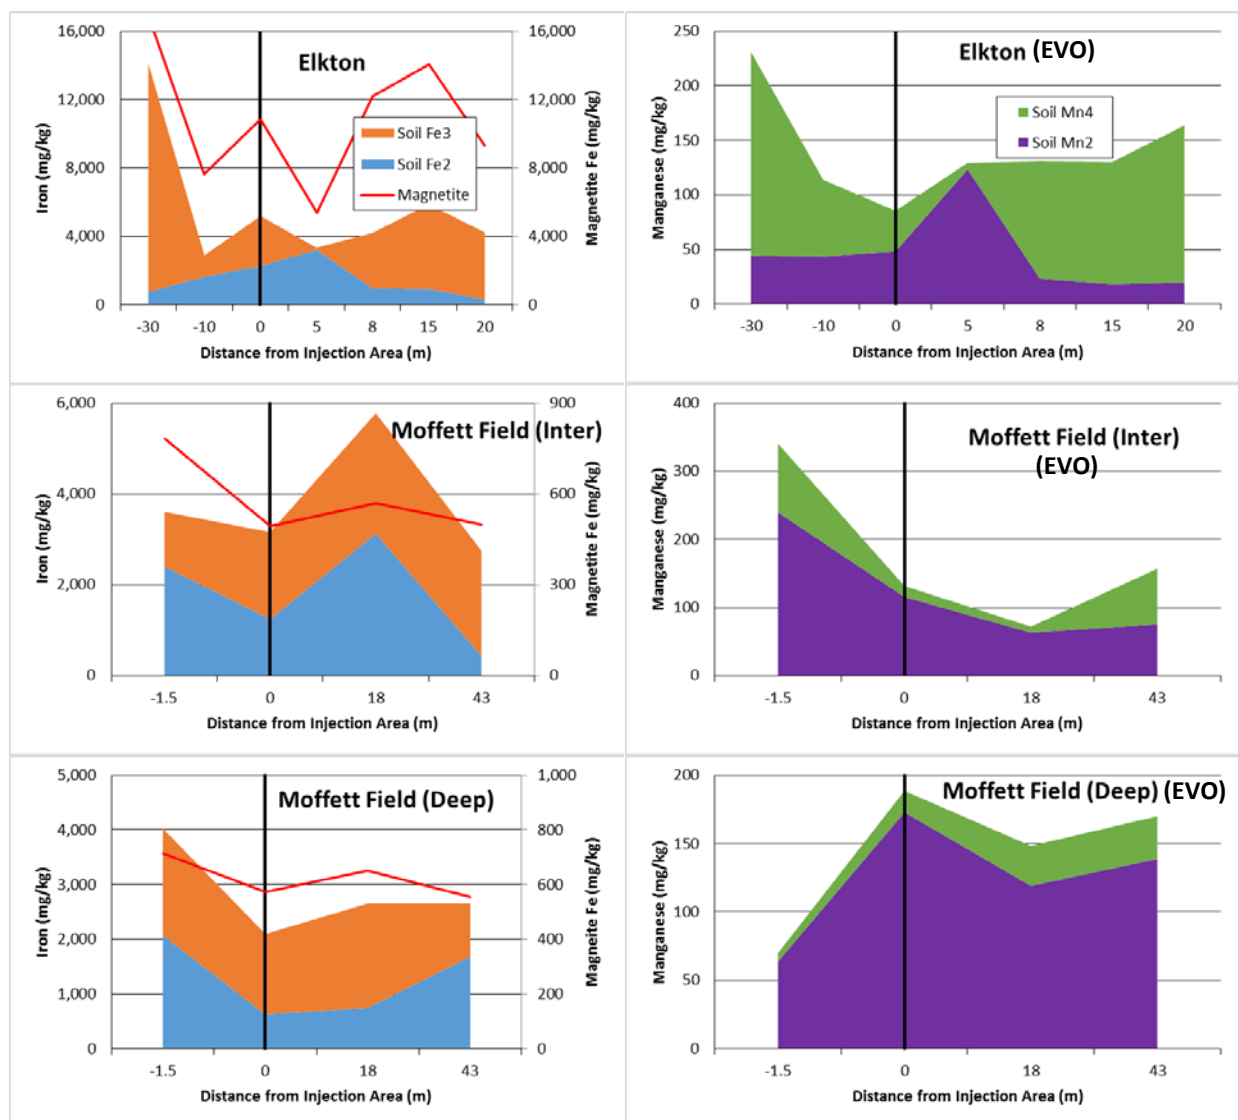 Elkton
Iron (mg/kg)
16,000
12,000
8,000
4,000
0
16,000
12,000
8,000
4,000
0
Magnetite Fe (mg/kg)
Soil Fe3
Soil Fe2
Magnetite
-30 -10 0 5 8 15 20
Distance from Injection Area (m)
Elkton (EVO)
Manganese (mg/kg)
250
200
150
100
50
0
Soil Mn4
Soil Mn2
-30 -10 0 5 8 15 20
Distance from Injection Area (m)
Moffett Field (Inter)
Iron (mg/kg)
6,000
4,000
2,000
0
900
600
300
0
Magnetite Fe (mg/kg)
-1.5 0 18 43
Distance from Injection Area (m)
Moffett Field (Inter)
(EVO)
Manganese (mg/kg)
400
300
200
100
0
-1.5 0 18 43
Distance from Injection Area (m)
Moffett Field (Deep)
Iron (mg/kg)
5,000
4,000
3,000
2,000
1,000
0
1,000
800
600
400
200
0
Magneite Fe (mg/kg)
-1.5 0 18 43
Distance from Injection Area (m)
Moffett Field (Deep) (EVO)
Manganese (mg/kg)
200
150
100
50
0
-1.5 0 18 43
Distance from Injection Area (m)